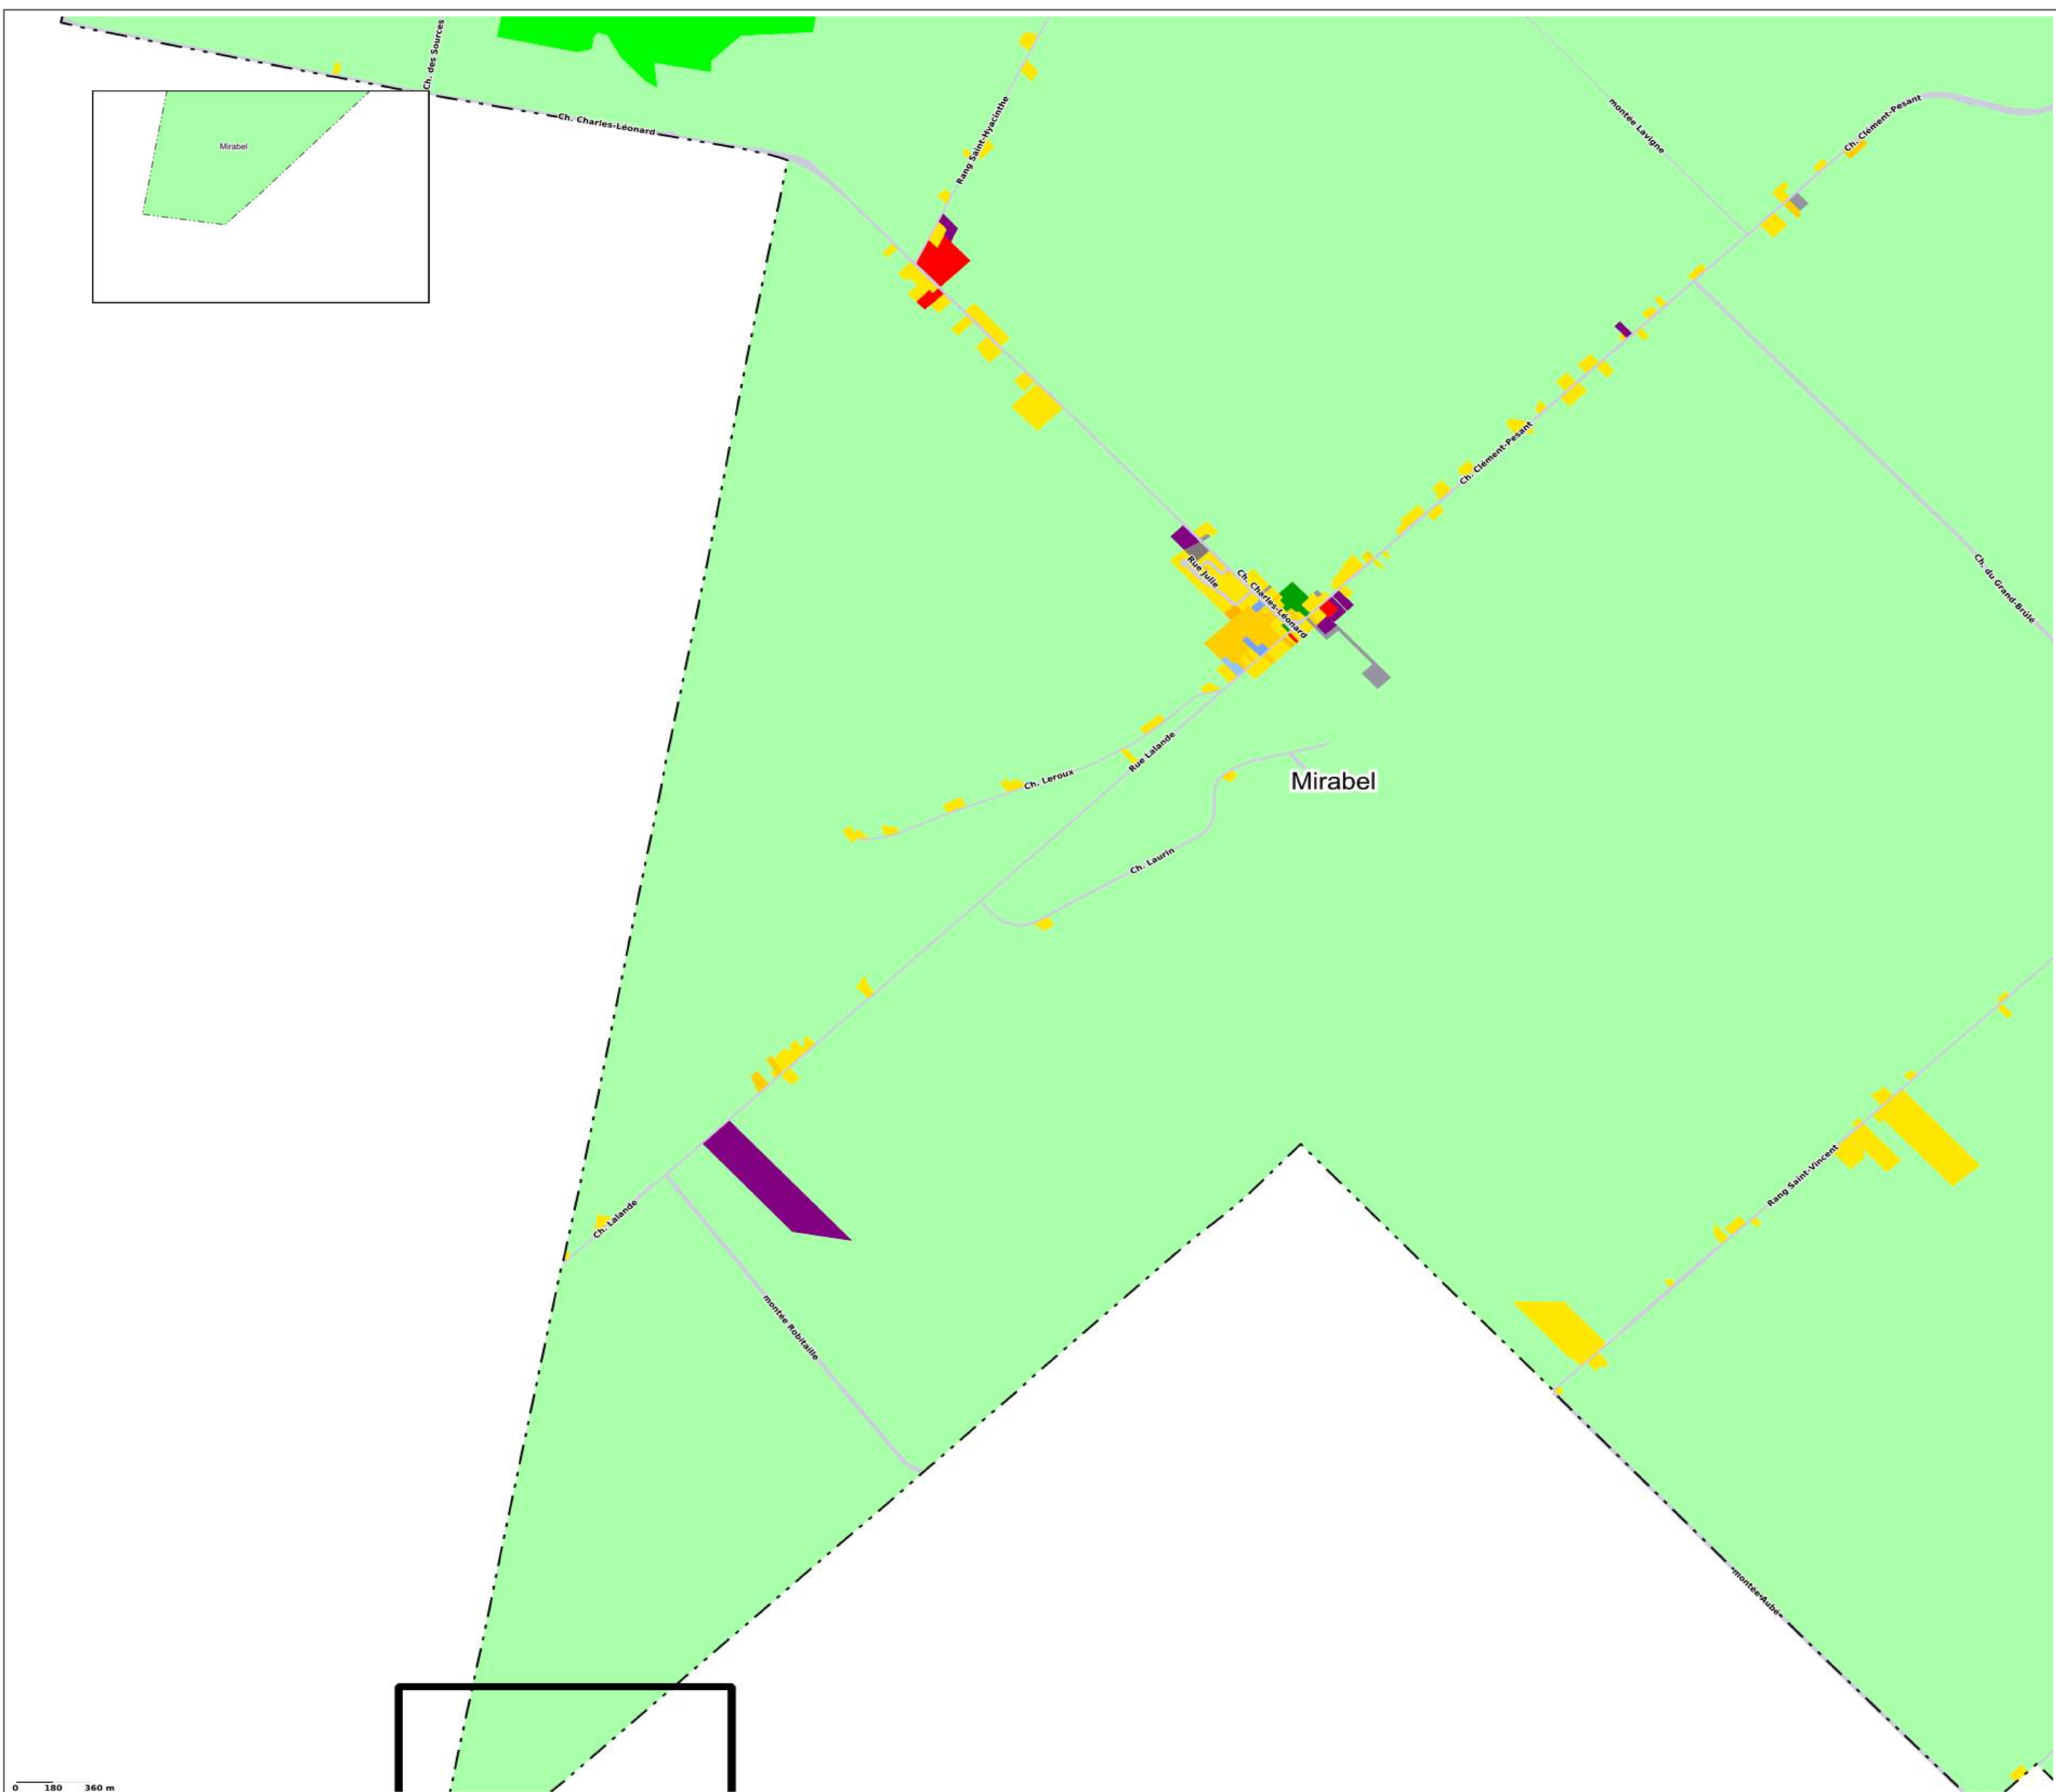 Ch. des Sources
Ch. Charles-Léonard
Mirabel
Rang Saint-Hyacinthe
montée Lavigne
Ch. Clément-Pesant
Ch. Clément-Pesant
Ch. du Grand-Brûlé
Rue Julie
Ch. Charles-Léonard
Rue Lalande
Ch. Leroux
Mirabel
Ch. Laurin
Rang Saint-Vincent
Ch. Lalande
montée Robitaille
montée Aubé
0 180 360 m